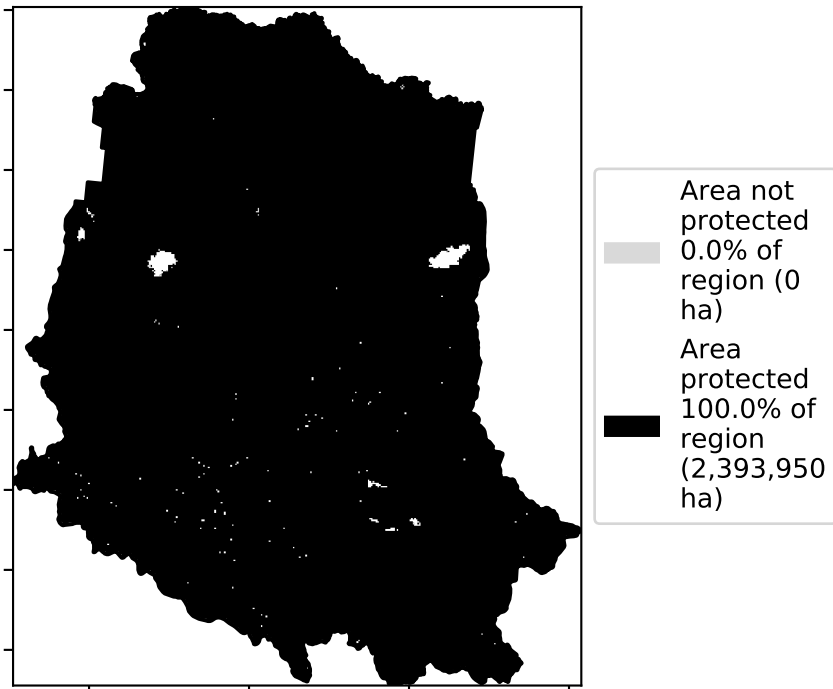 Area not
protected
0.0% of
region (0
ha)
Area
protected
100.0% of
region
(2,393,950
ha)